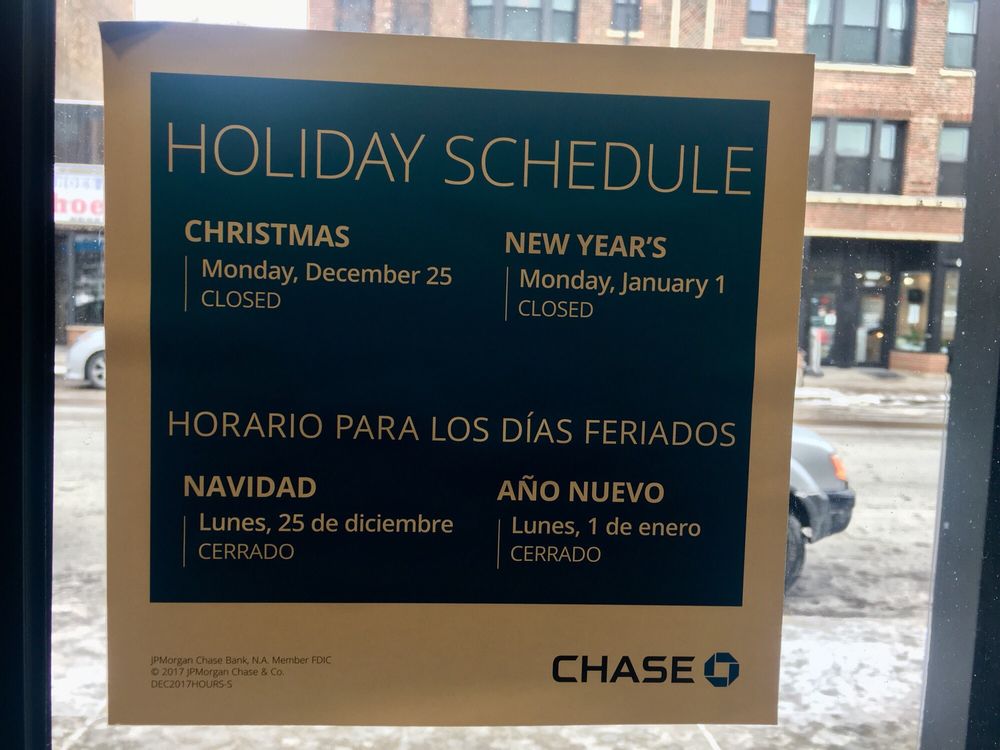 HOLIDAY SCHEDULE
CHRISTMAS
Monday, December 25
CLOSED
NEW YEAR'S
Monday, January 1
CLOSED
HORARIO PARA LOS DÍAS FERIADOS
NAVIDAD
Lunes, 25 de diciembre
CERRADO
AÑO NUEVO
Lunes, 1 de enero
CERRADO
JPMorgan Chase Bank, N.A. Member FDIC
© 2017 JPMorgan Chase & Co.
DEC2017HOURS-S
CHASE